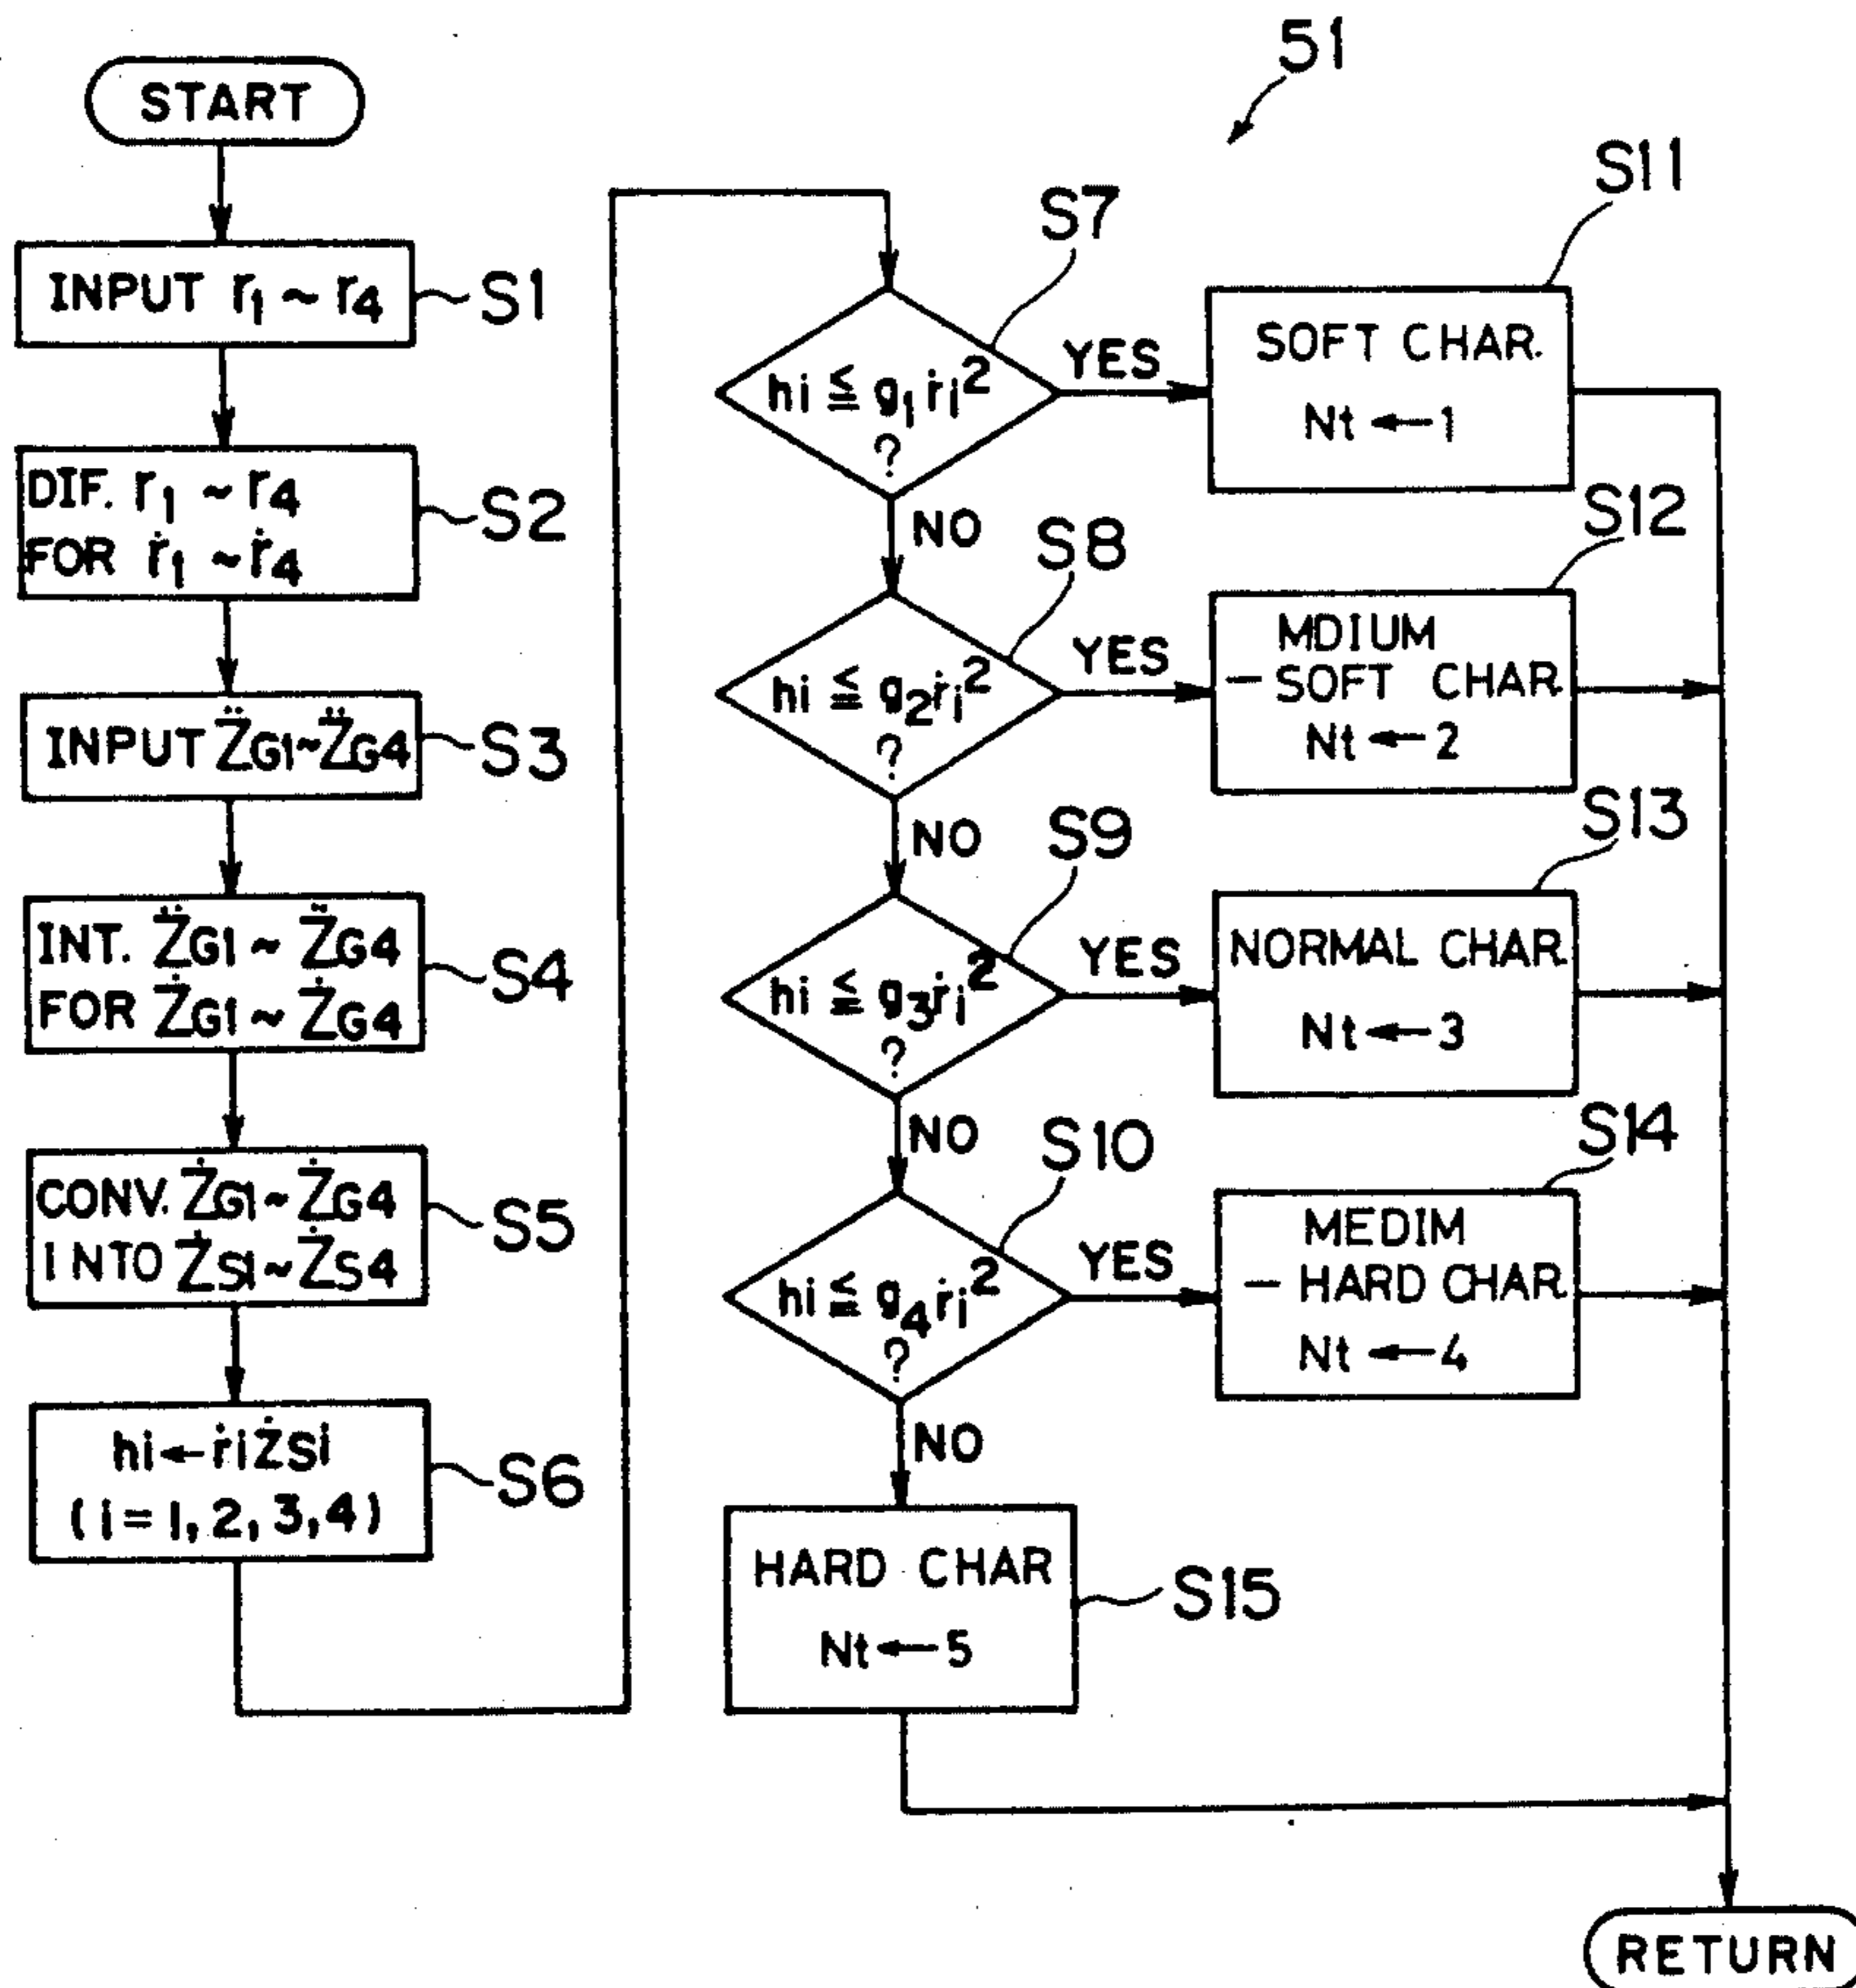 START
INPUT r1 ~ r4
S1
DIF. r1 ~ r4
FOR ṙ1 ~ ṙ4
S2
INPUT Z̈G1~Z̈G4
S3
INT. Z̈G1 ~ Z̈G4
FOR ŻG1 ~ ŻG4
S4
CONV. ŻG1~ŻG4
INTO ŻS1~ŻS4
S5
hi←ṙiŻSi
(i=1,2,3,4)
S6
51
S7
hi ≦ g1ṙi²
?
YES
NO
S11
SOFT CHAR.
Nt ← 1
S8
hi ≦ g2ṙi²
?
YES
NO
S12
MDIUM
- SOFT CHAR.
Nt ← 2
S9
hi ≦ g3ṙi²
?
YES
NO
S13
NORMAL CHAR.
Nt ← 3
S10
hi ≦ g4ṙi²
?
YES
NO
S14
MEDIM
- HARD CHAR.
Nt ← 4
HARD CHAR
Nt ← 5
S15
RETURN